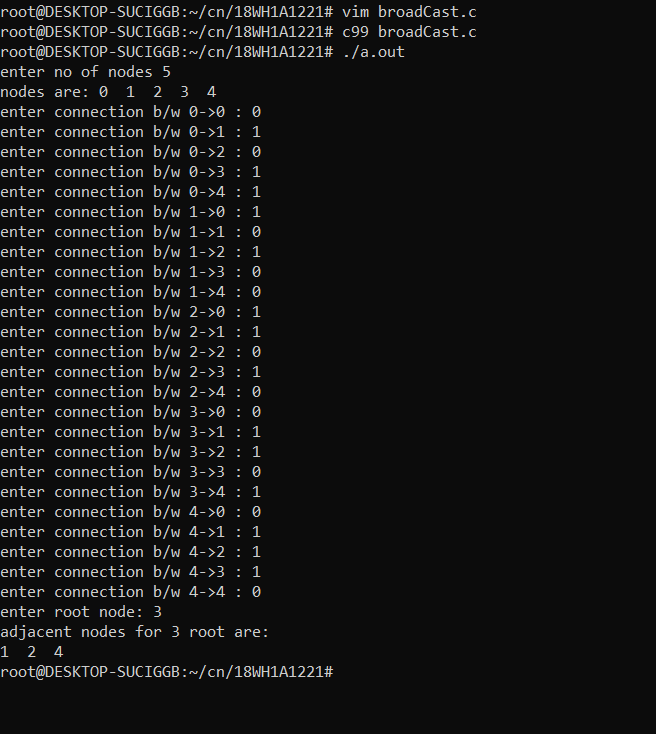 root@DESKTOP-SUCIGGB:~/cn/18WH1A1221# vim broadCast.c
root@DESKTOP-SUCIGGB:~/cn/18WH1A1221# c99 broadCast.c
root@DESKTOP-SUCIGGB:~/cn/18WH1A1221# ./a.out
enter no of nodes 5
nodes are: 0  1  2  3  4
enter connection b/w 0->0 : 0
enter connection b/w 0->1 : 1
enter connection b/w 0->2 : 0
enter connection b/w 0->3 : 1
enter connection b/w 0->4 : 1
enter connection b/w 1->0 : 1
enter connection b/w 1->1 : 0
enter connection b/w 1->2 : 1
enter connection b/w 1->3 : 0
enter connection b/w 1->4 : 0
enter connection b/w 2->0 : 1
enter connection b/w 2->1 : 1
enter connection b/w 2->2 : 0
enter connection b/w 2->3 : 1
enter connection b/w 2->4 : 0
enter connection b/w 3->0 : 0
enter connection b/w 3->1 : 1
enter connection b/w 3->2 : 1
enter connection b/w 3->3 : 0
enter connection b/w 3->4 : 1
enter connection b/w 4->0 : 0
enter connection b/w 4->1 : 1
enter connection b/w 4->2 : 1
enter connection b/w 4->3 : 1
enter connection b/w 4->4 : 0
enter root node: 3
adjacent nodes for 3 root are:
1  2  4
root@DESKTOP-SUCIGGB:~/cn/18WH1A1221#